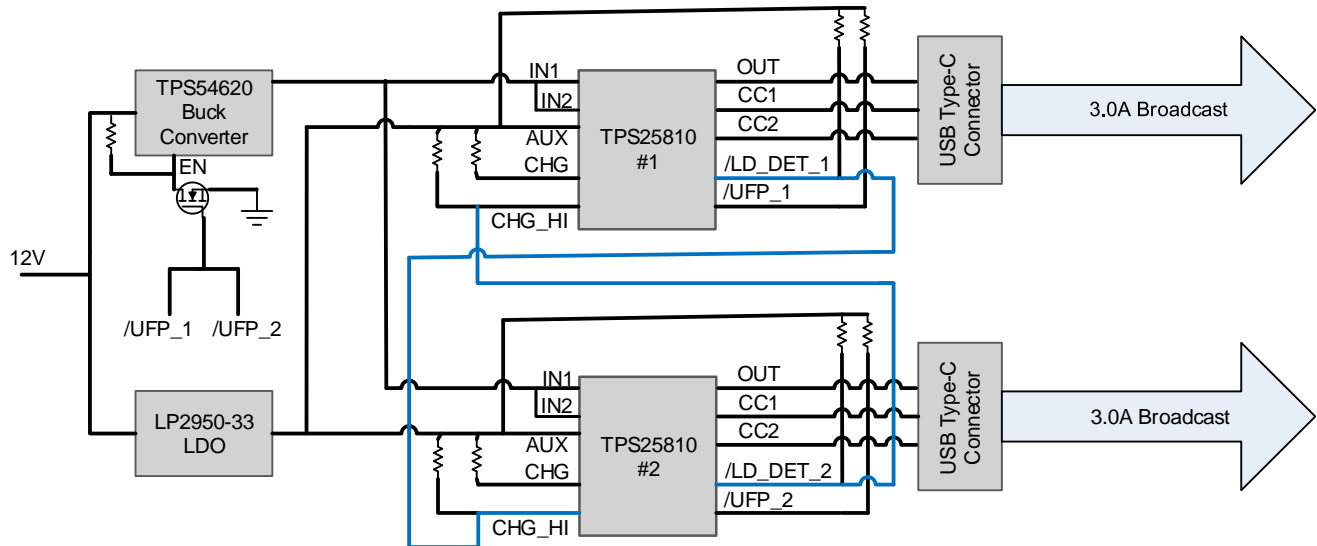 12V
TPS54620
Buck
Converter
EN
/UFP_1
/UFP_2
LP2950-33
LDO
IN1
IN2
AUX
CHG
CHG_HI
TPS25810
#1
OUT
CC1
CC2
/LD_DET_1
/UFP_1
USB Type-C
Connector
3.0A Broadcast
IN1
IN2
AUX
CHG
CHG_HI
TPS25810
#2
OUT
CC1
CC2
/LD_DET_2
/UFP_2
USB Type-C
Connector
3.0A Broadcast